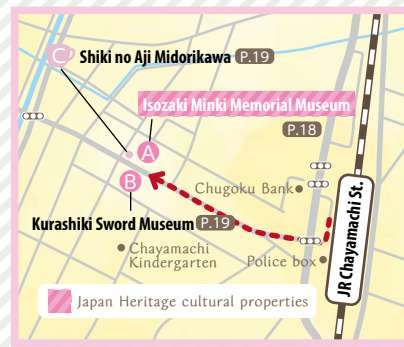 C Shiki no Aji Midorikawa P.19
Isozaki Minki Memorial Museum
A
P.18
B
Chugoku Bank
Kurashiki Sword Museum P.19
Chayamachi
Kindergarten
Police box
JR Chayamachi St.
Japan Heritage cultural properties